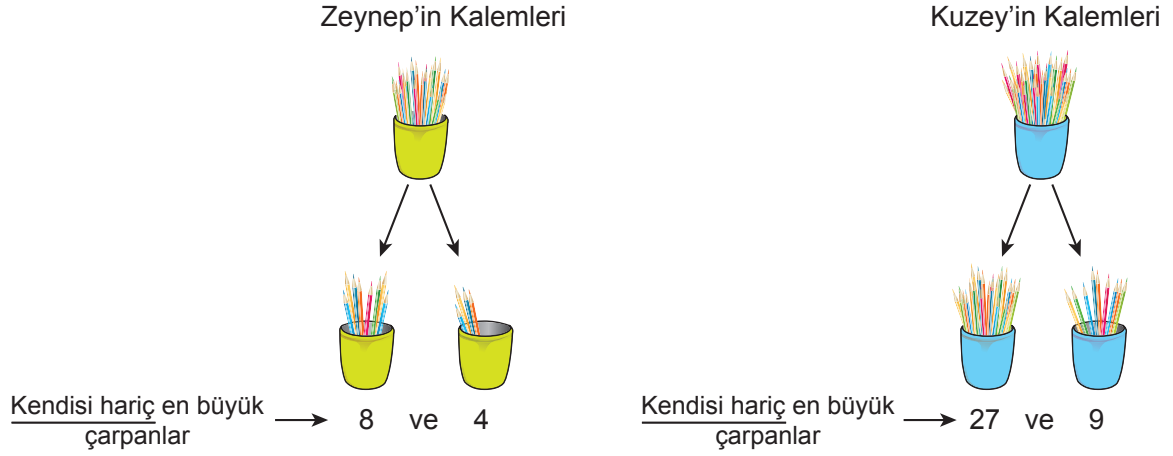 Zeynep’in Kalemleri
Kendisi hariç en büyük
çarpanlar
8 ve 4
Kuzey’in Kalemleri
Kendisi hariç en büyük
çarpanlar
27 ve 9